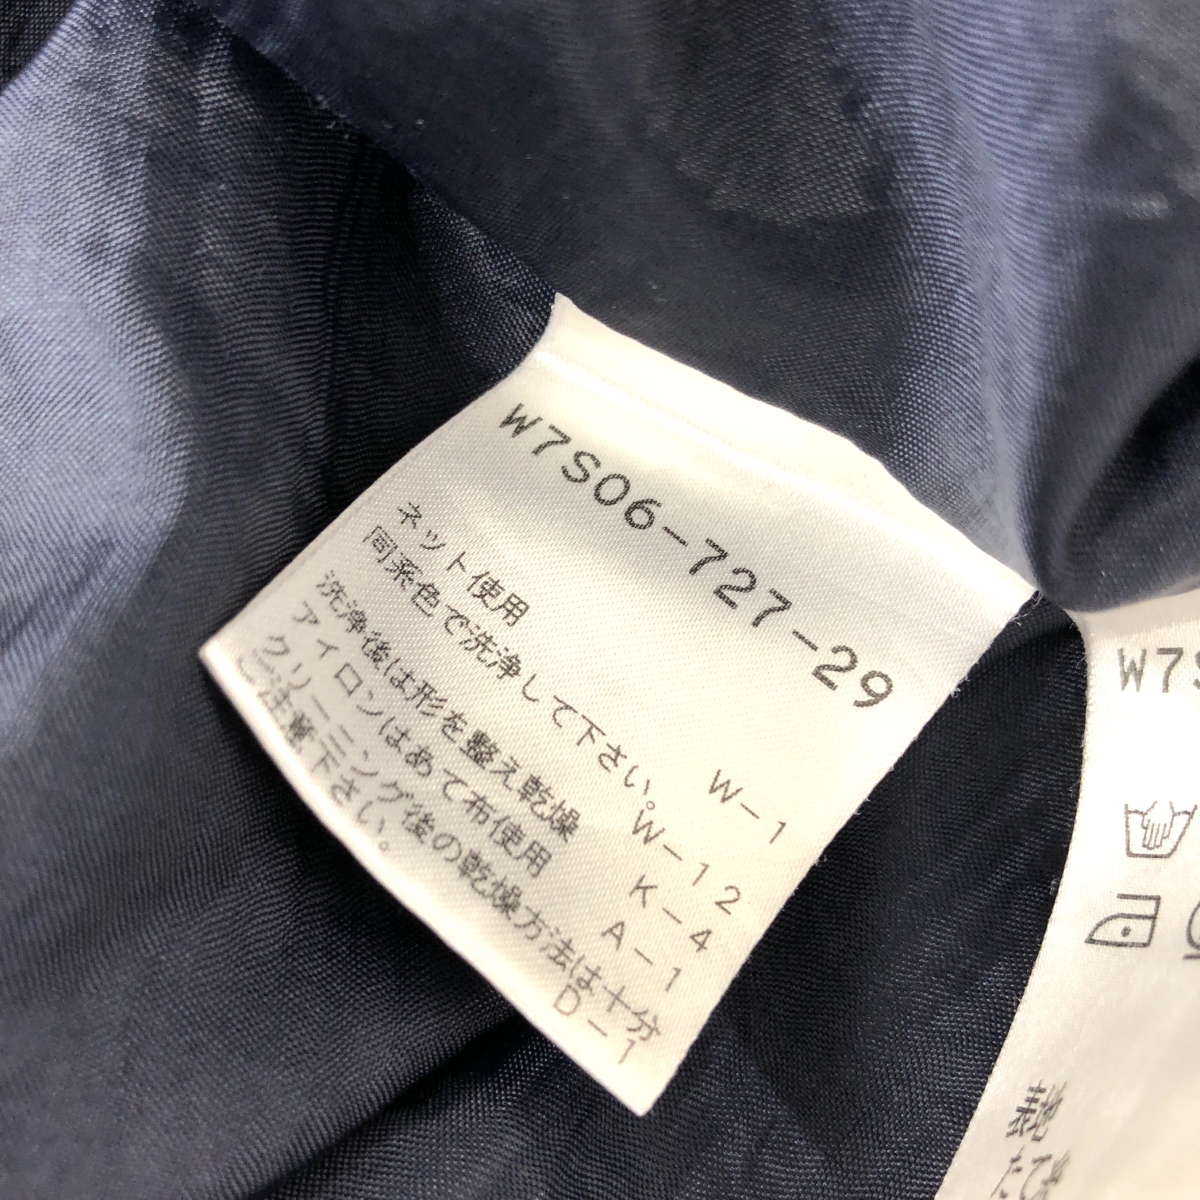 W7S06-727-29
ネット使用 W-1
同系色で洗浄して下さい。 W-12
洗浄後は形を整え乾燥 K-4
アイロンはあて布使用 A-1
クリーニング後の乾燥方法は十分
ご注意下さい。 D-1
W7S